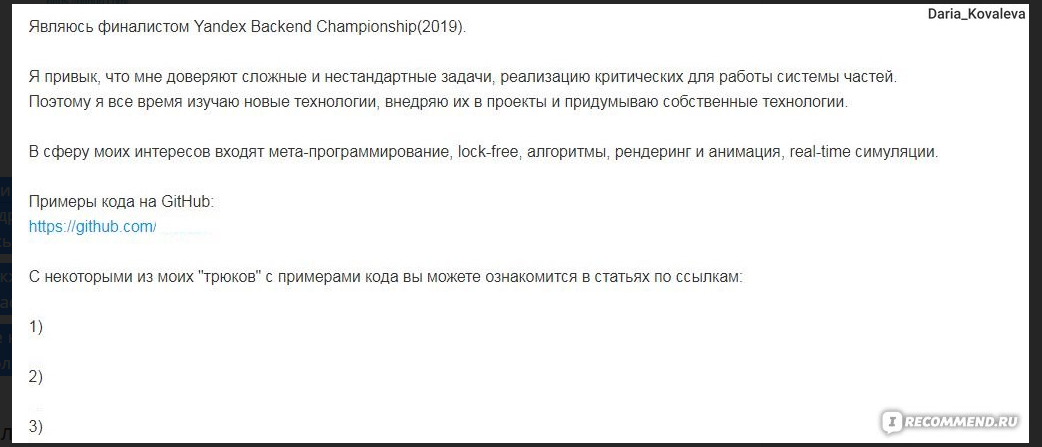 Daria_Kovaleva
Являюсь финалистом Yandex Backend Championship(2019).
Я привык, что мне доверяют сложные и нестандартные задачи, реализацию критических для работы системы частей.
Поэтому я все время изучаю новые технологии, внедряю их в проекты и придумываю собственные технологии.
В сферу моих интересов входят мета-программирование, lock-free, алгоритмы, рендеринг и анимация, real-time симуляции.
Примеры кода на GitHub:
https://github.com/
С некоторыми из моих "трюков" с примерами кода вы можете ознакомится в статьях по ссылкам:
1)
2)
3)
IRECOMMEND.RU